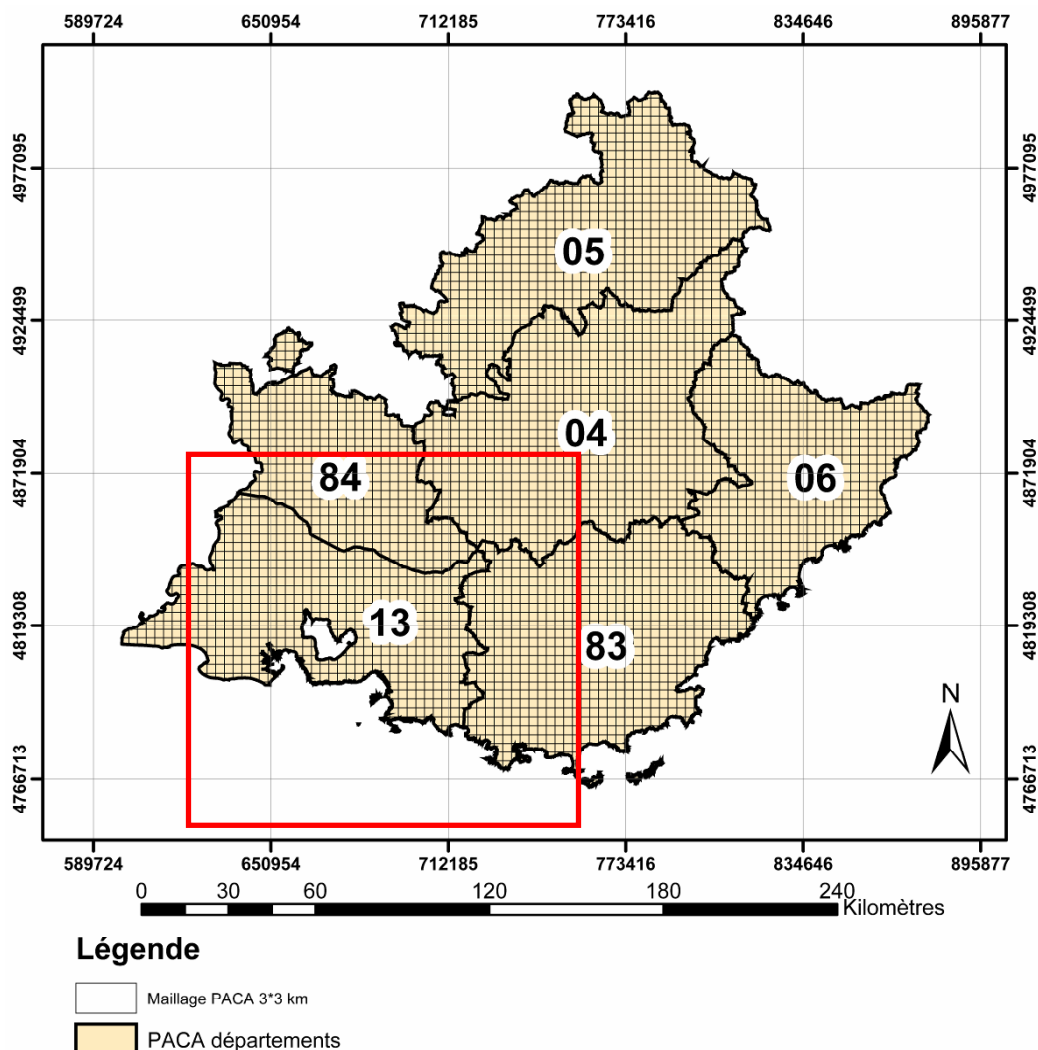 589724 650954 712185 773416 834646 895877
4977095 4977095
05
4924499 4924499
04
4871904 84 06 4871904
4819308 13 4819308
83
N
4766713 4766713
589724 650954 712185 773416 834646 895877
0 30 60 120 180 240
Kilomètres
Légende
Maillage PACA 3*3 km
PACA départements